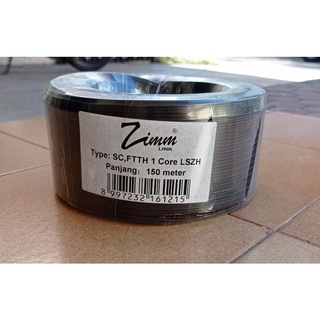 Zimm®
LINK
Type: SC,FTTH 1 Core LSZH
Panjang: 150 meter
8 997232 161215